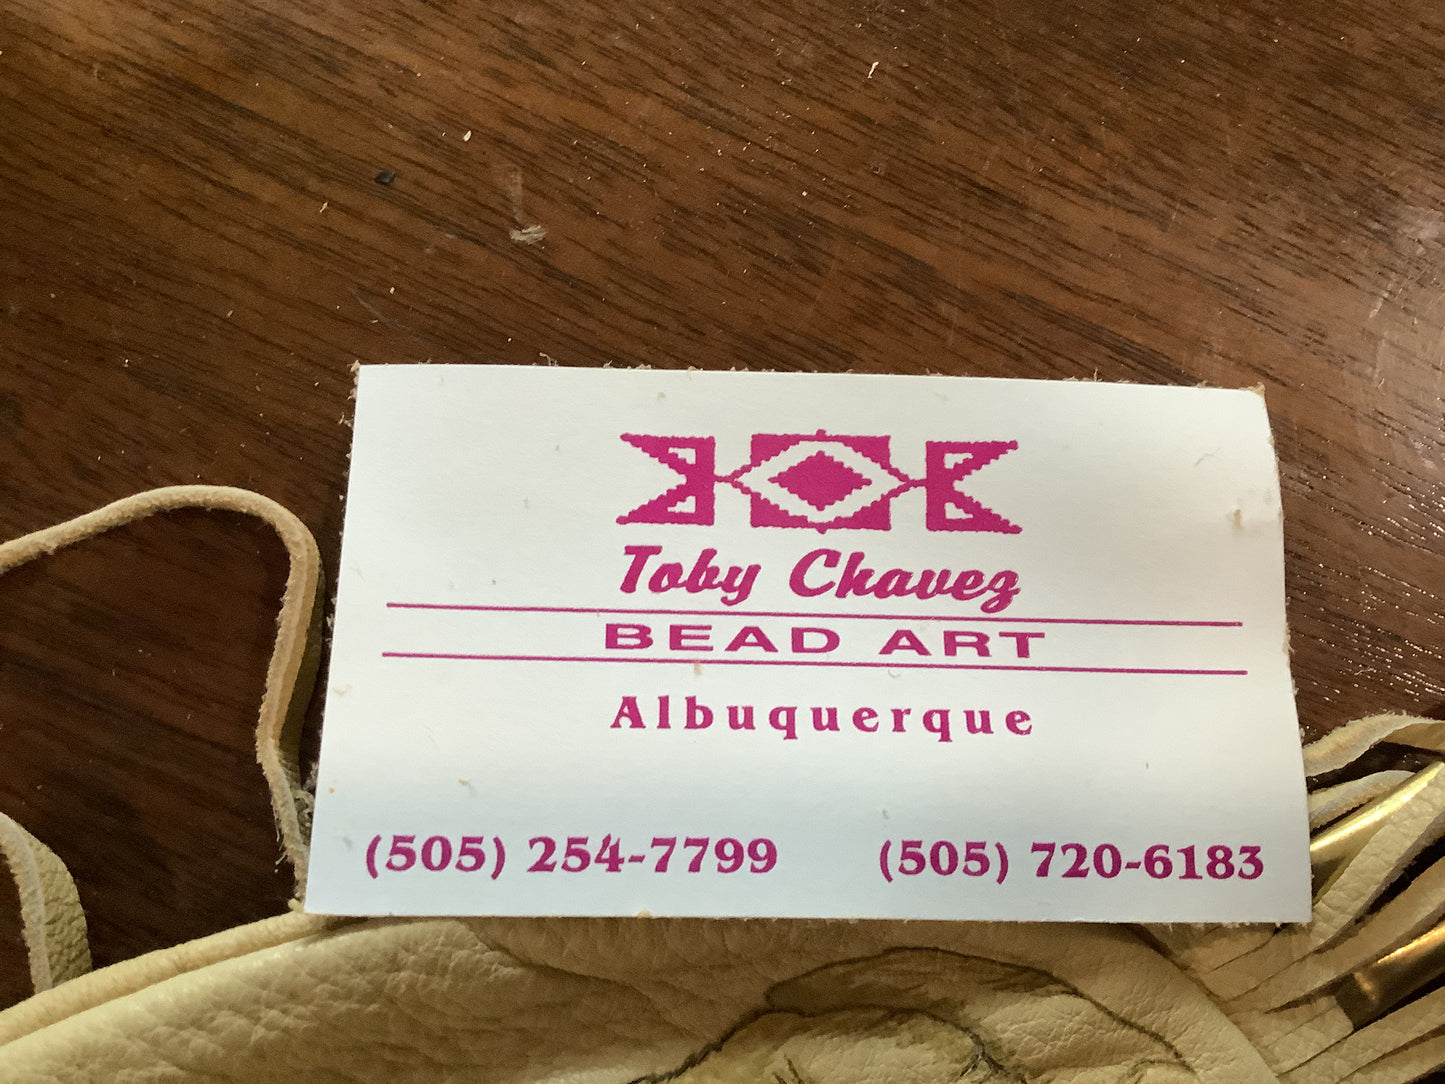 Toby Chavez
BEAD ART
Albuquerque
(505) 254-7799 (505) 720-6183